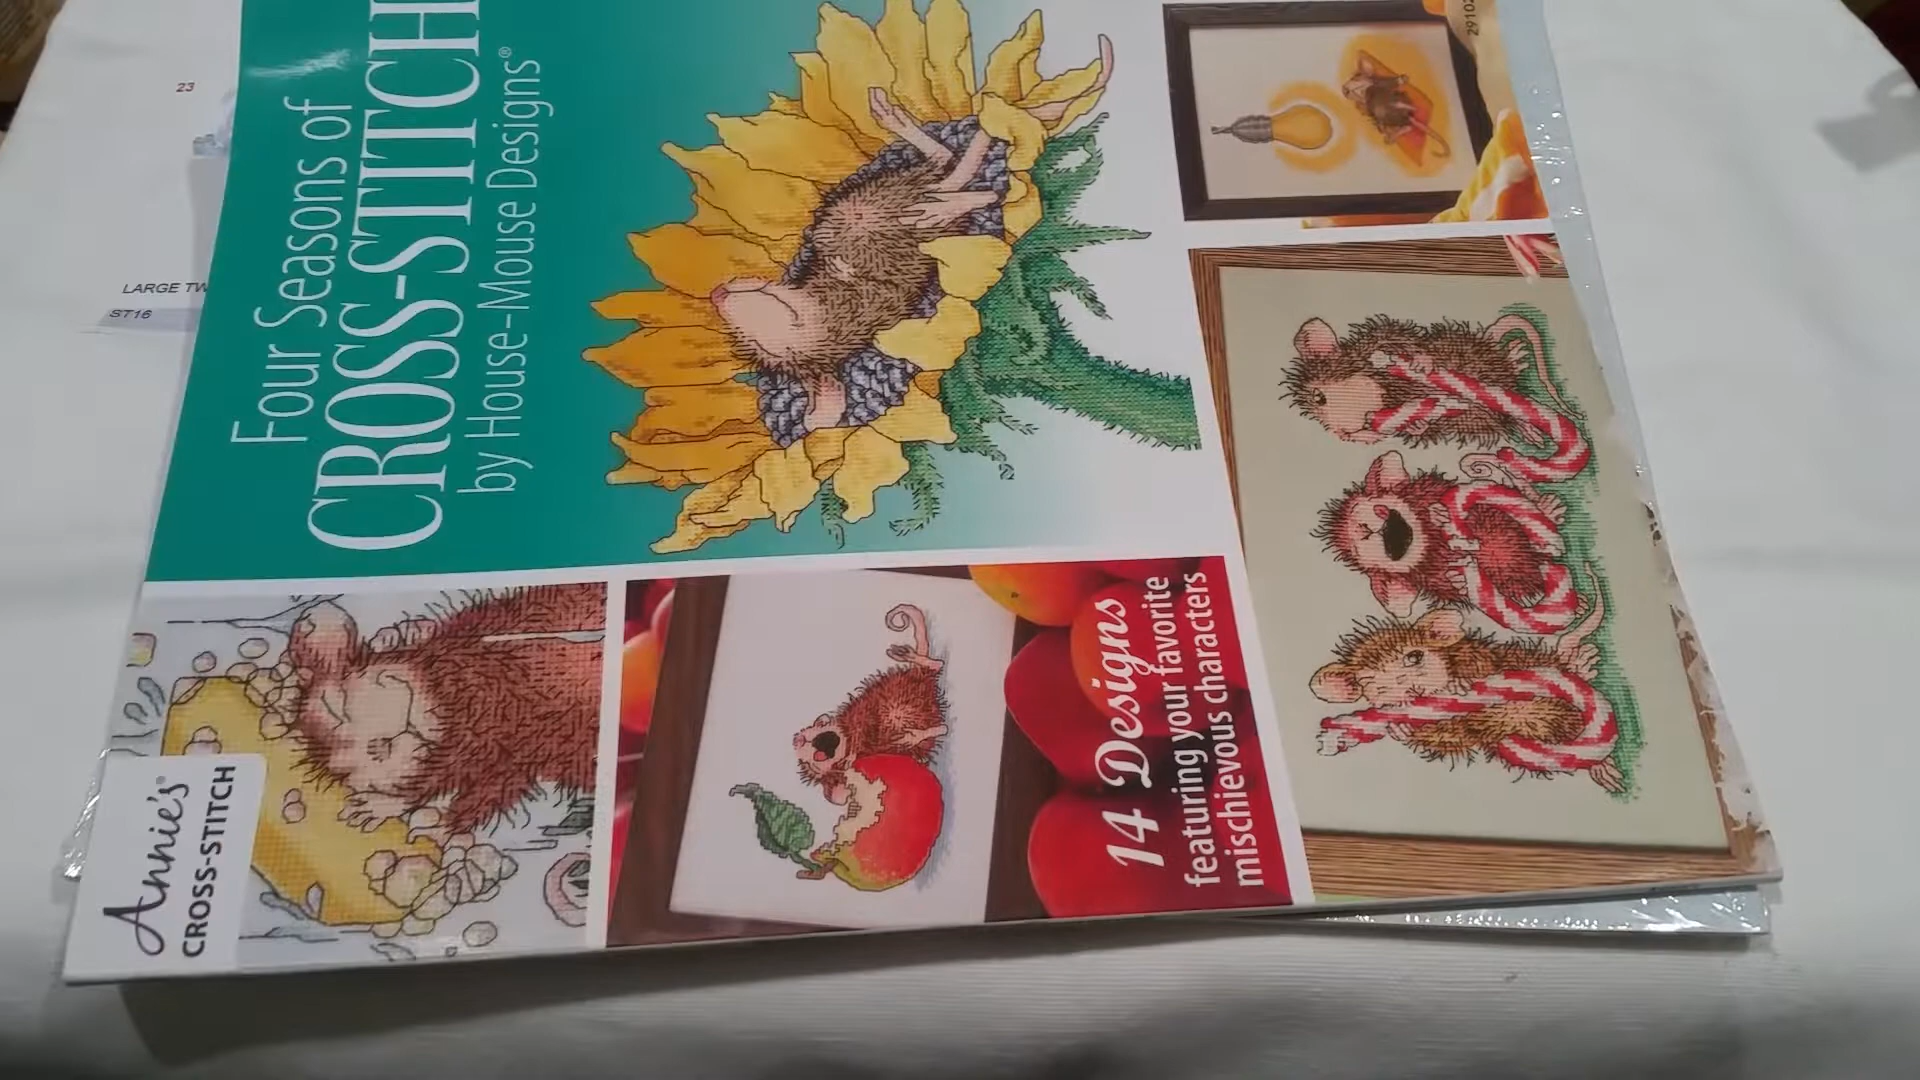 Four Seasons of
CROSS-STITCH
by House-Mouse Designs®
14 Designs
featuring your favorite
mischievous characters
Annie's®
CROSS-STITCH
23
LARGE TW
ST16